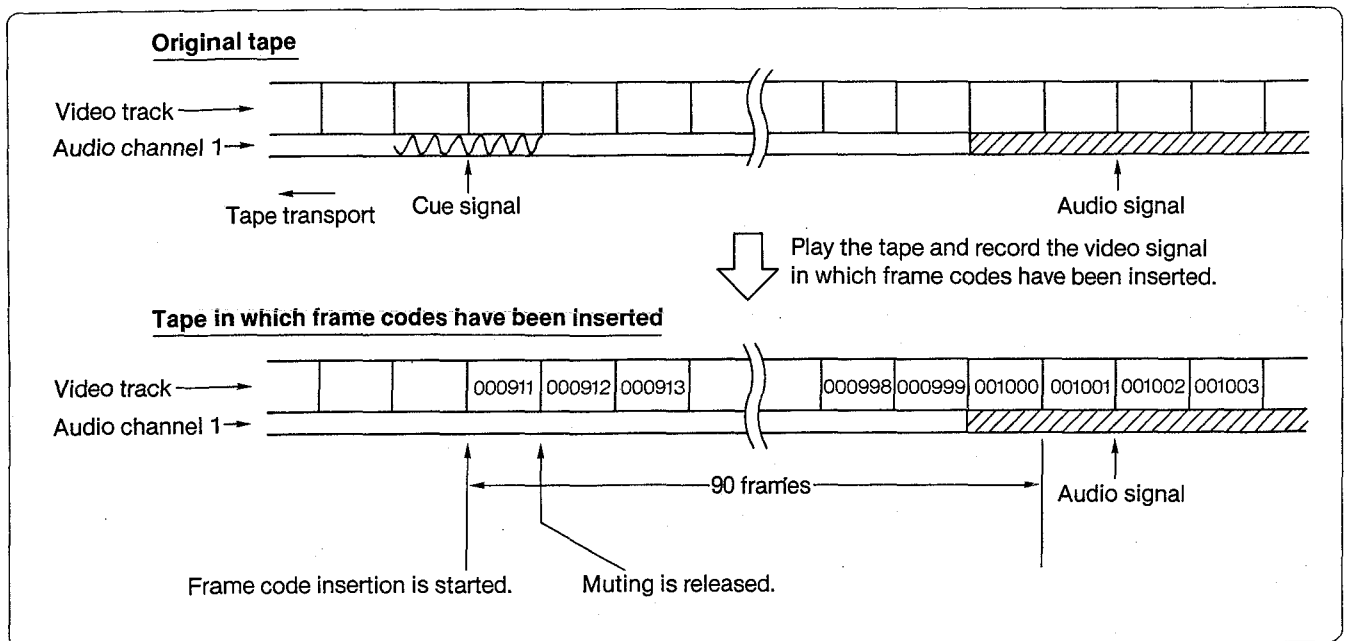 Original tape
Video track
Audio channel 1
Tape transport
Cue signal
Audio signal
Play the tape and record the video signal
in which frame codes have been inserted.
Tape in which frame codes have been inserted
Video track
000911 000912 000913 000998 000999 001000 001001 001002 001003
Audio channel 1
90 frames
Audio signal
Frame code insertion is started.
Muting is released.